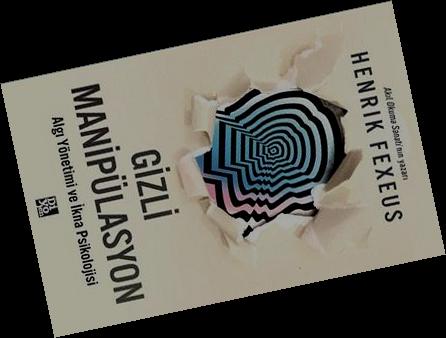 Akıl Okuma Sanatı'nın yazarı
HENRIK FEXEUS
GİZLİ
MANİPÜLASYON
Algı Yönetimi ve İkna Psikolojisi